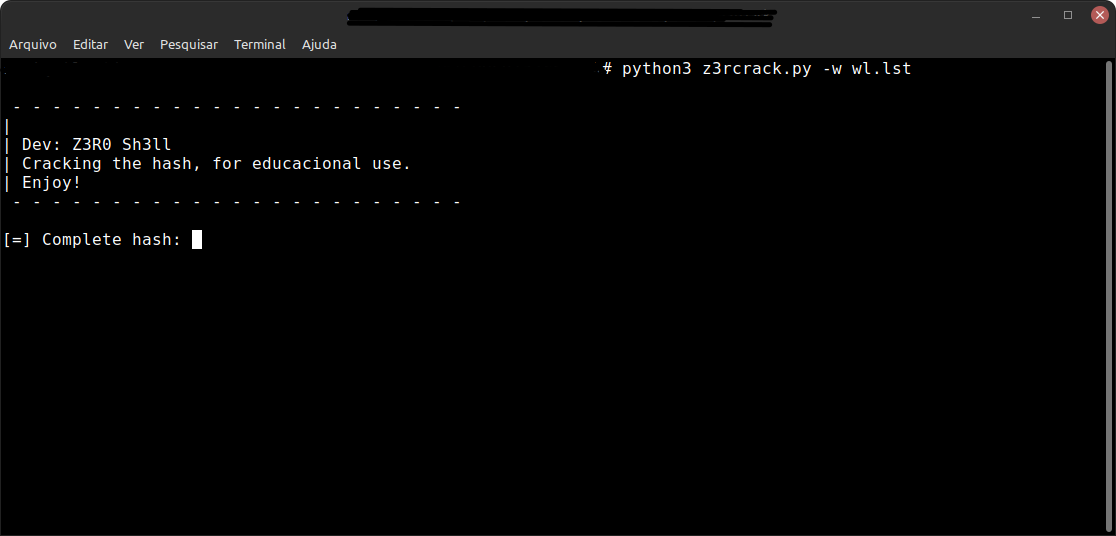 Arquivo Editar Ver Pesquisar Terminal Ajuda
# python3 z3rcrack.py -w wl.lst
- - - - - - - - - - - - - - - - - - - - - - -
|
| Dev: Z3R0 Sh3ll
| Cracking the hash, for educacional use.
| Enjoy!
- - - - - - - - - - - - - - - - - - - - - - -
[=] Complete hash: